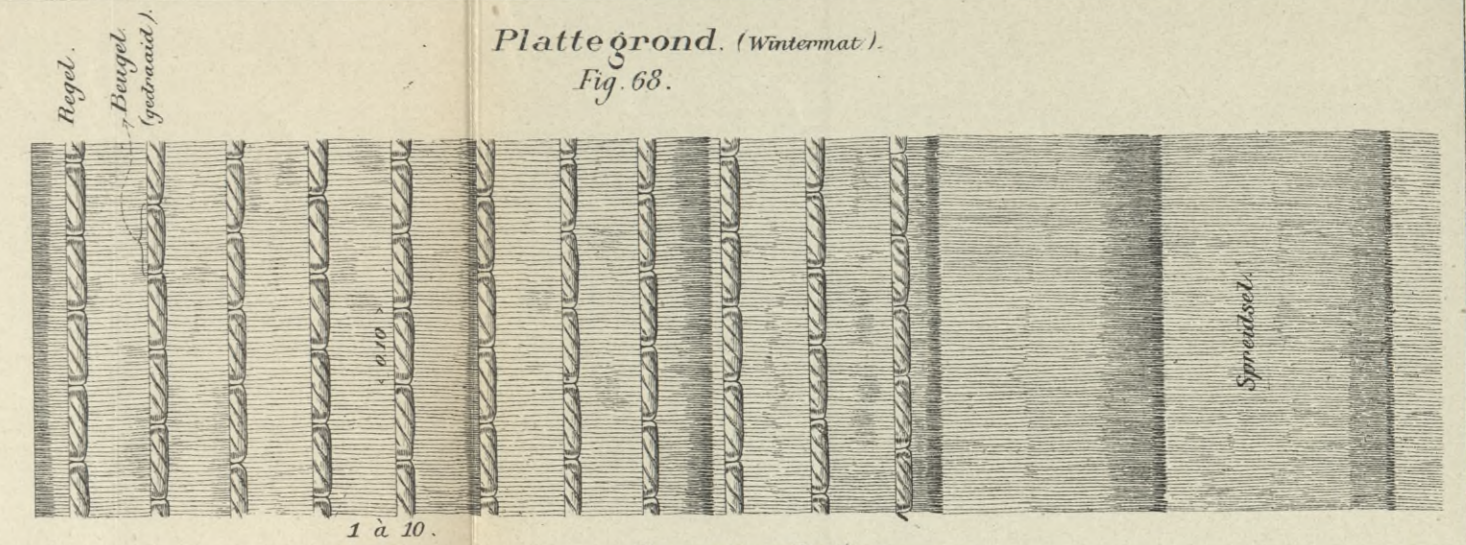 Plattegrond. (Wintermat).
Fig. 68.
Regel.
Beugel.
(gedraaid).
< 0.10 >
Spreidsel.
1 à 10.